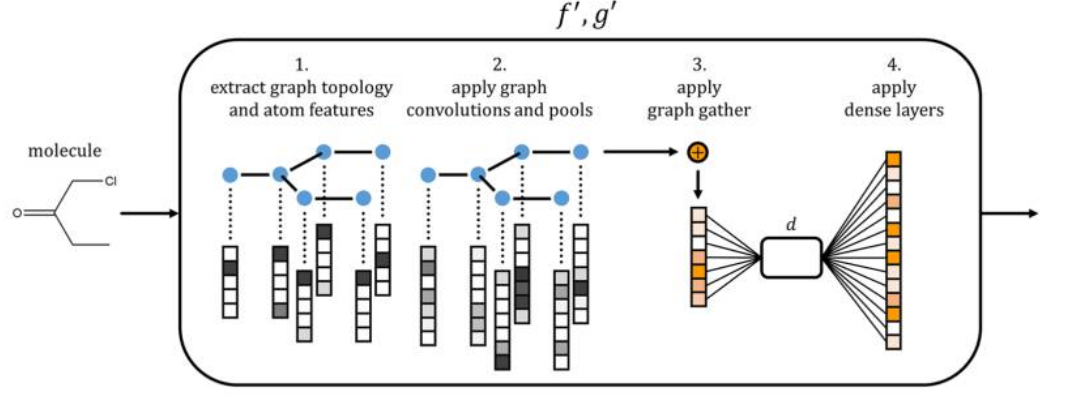 f', g'
1.
extract graph topology
and atom features
2.
apply graph
convolutions and pools
3.
apply
graph gather
4.
apply
dense layers
molecule
Cl
O
+
d